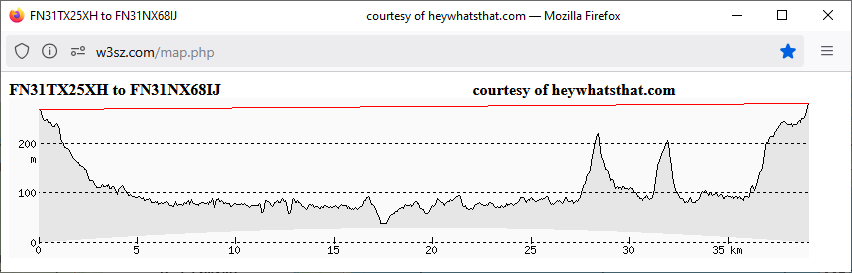 FN31TX25XH to FN31NX68IJ courtesy of heywhatsthat.com — Mozilla Firefox
w3sz.com/map.php
FN31TX25XH to FN31NX68IJ courtesy of heywhatsthat.com
200
m
100
0
0 5 10 15 20 25 30 35 km